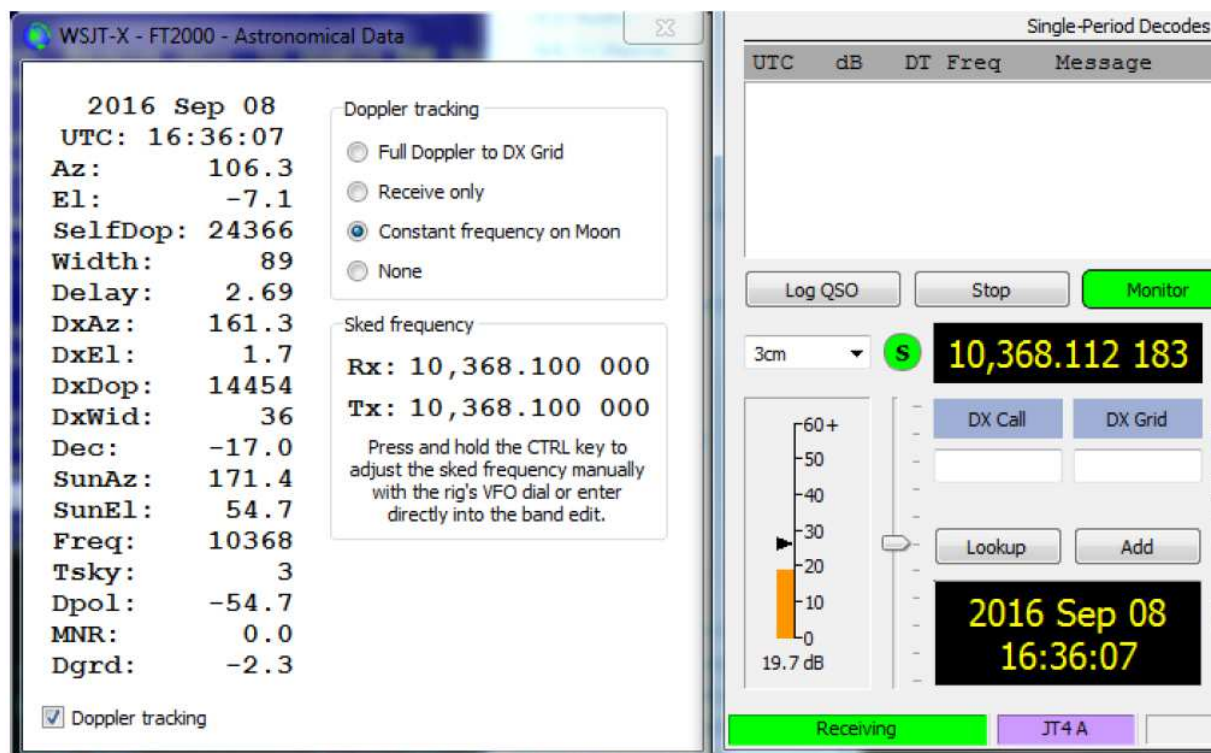 WSJT-X - FT2000 - Astronomical Data
2016 Sep 08
UTC: 16:36:07
Az: 106.3
El: -7.1
SelfDop: 24366
Width: 89
Delay: 2.69
DxAz: 161.3
DxEl: 1.7
DxDop: 14454
DxWid: 36
Dec: -17.0
SunAz: 171.4
SunEl: 54.7
Freq: 10368
Tsky: 3
Dpol: -54.7
MNR: 0.0
Dgrd: -2.3
Doppler tracking
Doppler tracking
Full Doppler to DX Grid
Receive only
Constant frequency on Moon
None
Sked frequency
Rx: 10,368.100 000
Tx: 10,368.100 000
Press and hold the CTRL key to
adjust the sked frequency manually
with the rig's VFO dial or enter
directly into the band edit.
Single-Period Decodes
UTC dB DT Freq Message
Log QSO Stop Monitor
3cm S 10,368.112 183
60+
50
40
30
20
10
0
19.7 dB
DX Call DX Grid
Lookup Add
2016 Sep 08
16:36:07
Receiving JT4 A